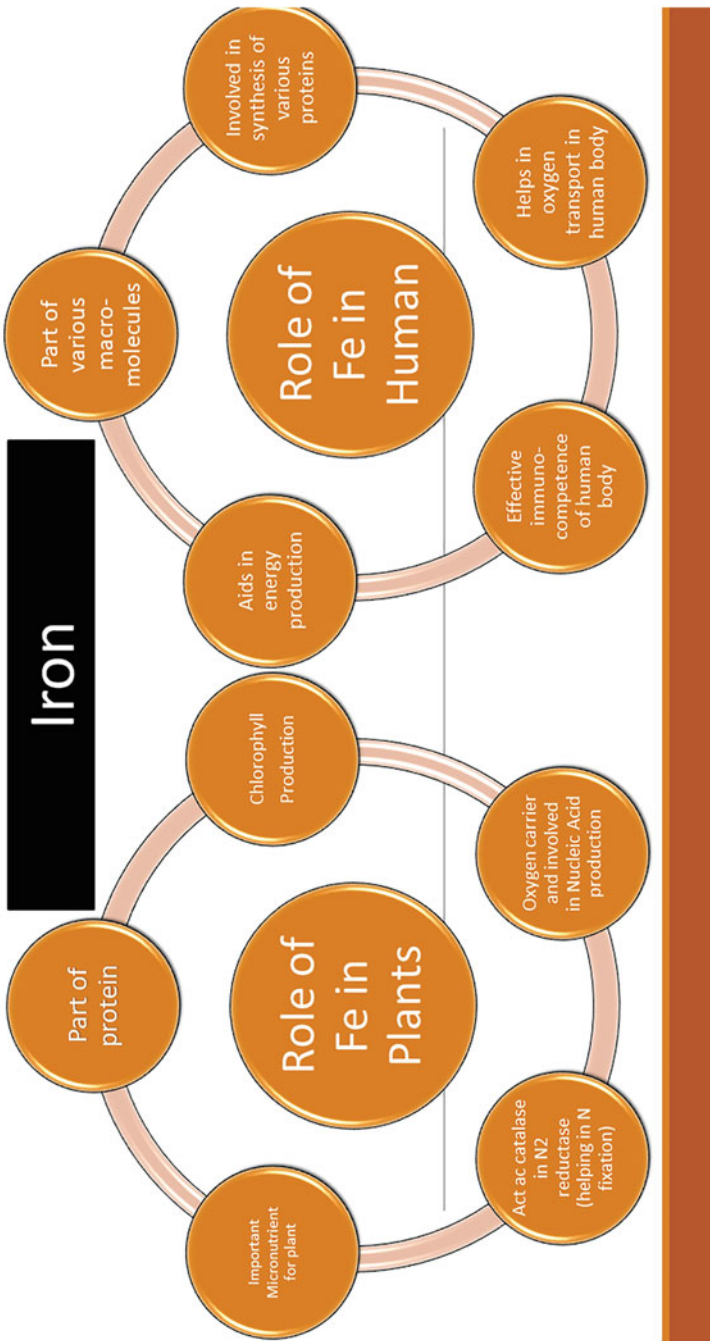 Iron
Role of
Fe in
Plants
Part of
protein
Chlorophyll
Production
Oxygen carrier
and involved
in Nucleic Acid
production
Act ac catalase
in N2
reductase
(helping in N
fixation)
Important
Micronutrient
for plant
Role of
Fe in
Human
Part of
various
macro-
molecules
Involved in
synthesis of
various
proteins
Helps in
oxygen
transport in
human body
Effective
immuno-
competence
of human
body
Aids in
energy
production